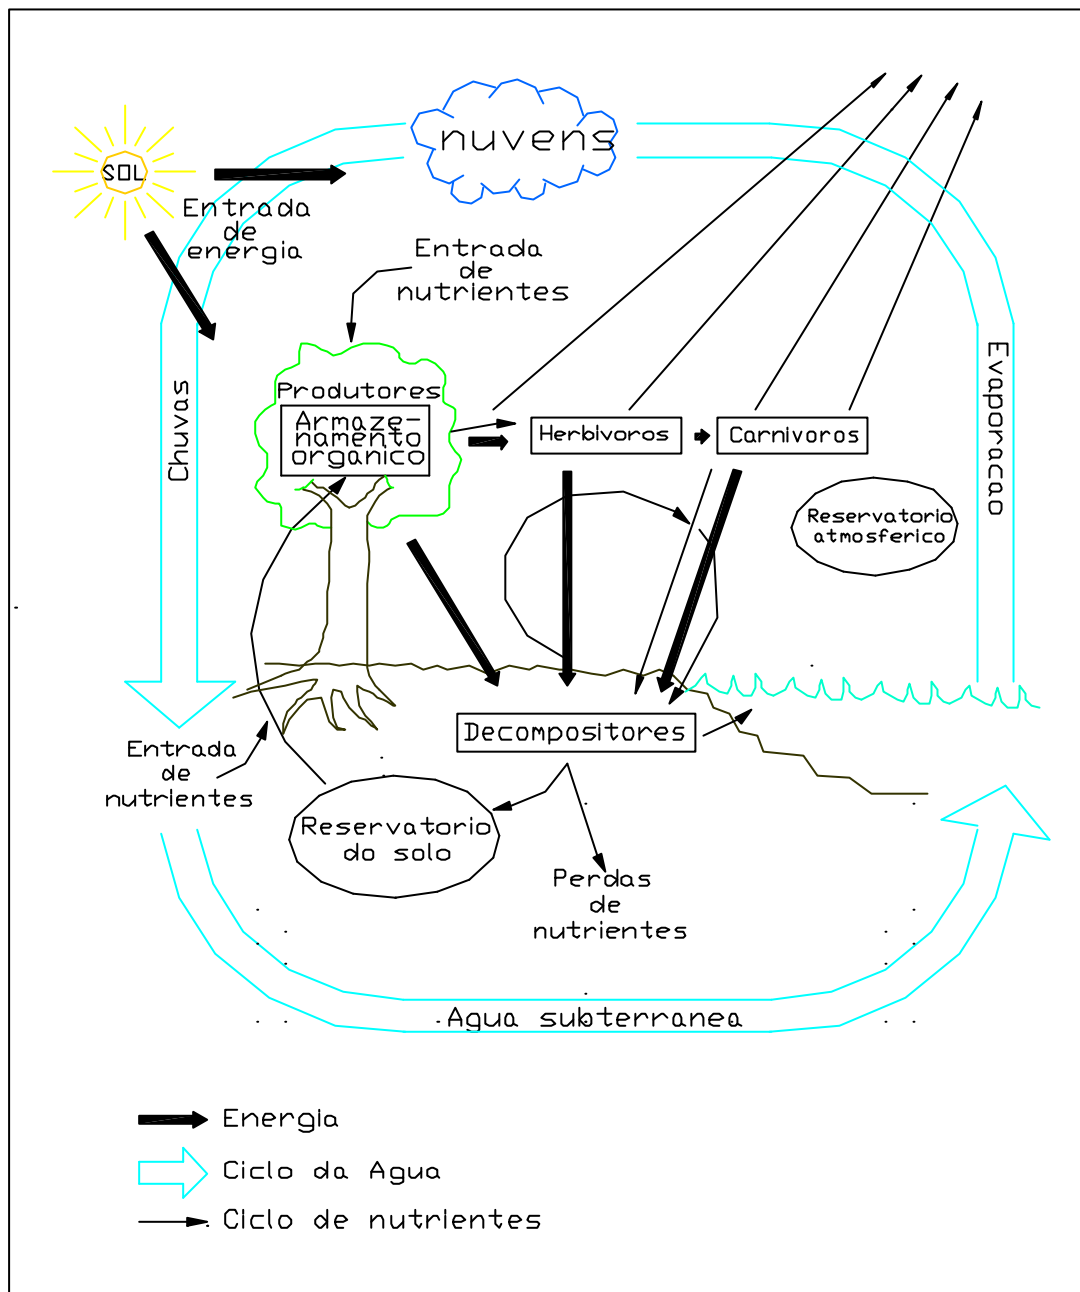 nuvens
SOL
Entrada
de
energia
Entrada
de
nutrientes
Chuvas
Produtores
Armaze-
namento
organico
Herbivoros
Carnivoros
Evaporacao
Reservatorio
atmosferico
Entrada
de
nutrientes
Decompositores
Reservatorio
do solo
Perdas
de
nutrientes
Agua subterranea
Energia
Ciclo da Agua
Ciclo de nutrientes